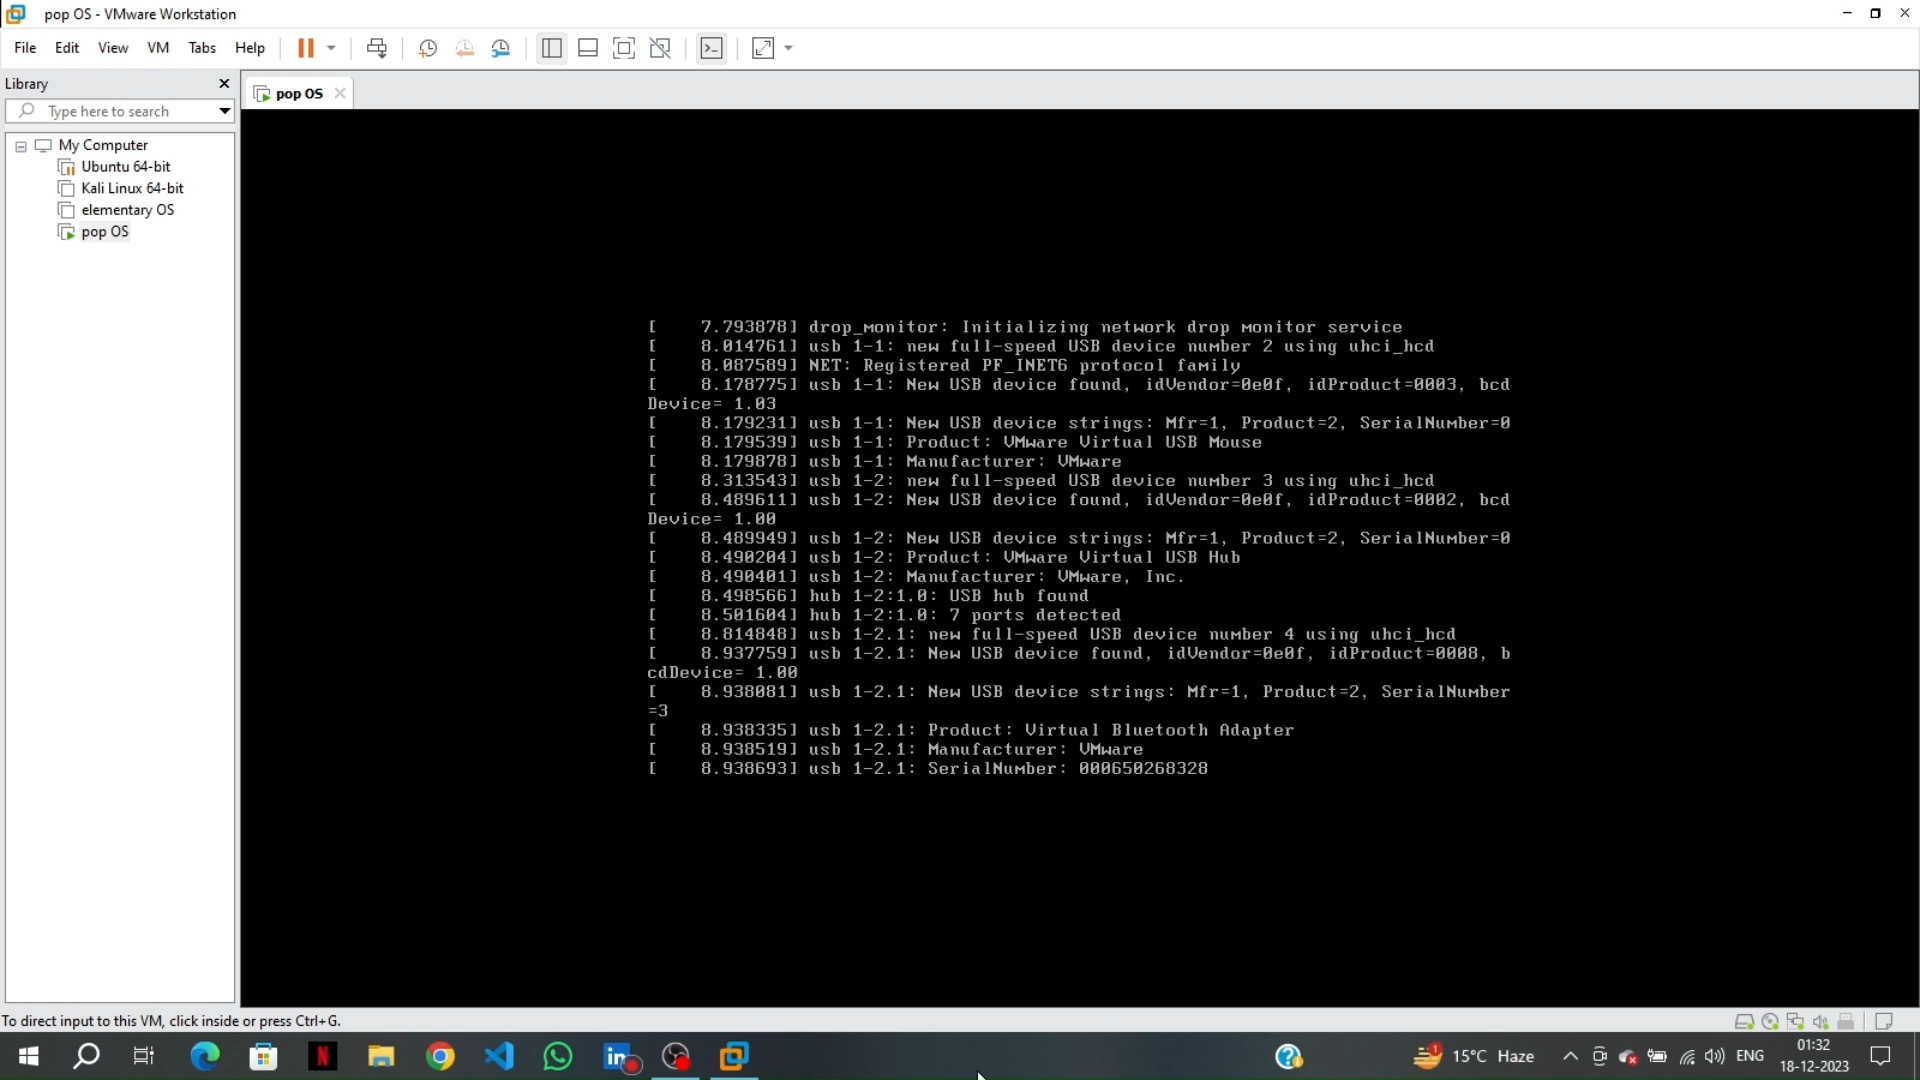 pop OS - VMware Workstation
File Edit View VM Tabs Help
Library
Type here to search
My Computer
Ubuntu 64-bit
Kali Linux 64-bit
elementary OS
pop OS
pop OS
[    7.793878] drop_monitor: Initializing network drop monitor service
[    8.014761] usb 1-1: new full-speed USB device number 2 using uhci_hcd
[    8.087589] NET: Registered PF_INET6 protocol family
[    8.178775] usb 1-1: New USB device found, idVendor=0e0f, idProduct=0003, bcd
Device= 1.03
[    8.179231] usb 1-1: New USB device strings: Mfr=1, Product=2, SerialNumber=0
[    8.179539] usb 1-1: Product: VMware Virtual USB Mouse
[    8.179878] usb 1-1: Manufacturer: VMware
[    8.313543] usb 1-2: new full-speed USB device number 3 using uhci_hcd
[    8.489611] usb 1-2: New USB device found, idVendor=0e0f, idProduct=0002, bcd
Device= 1.00
[    8.489949] usb 1-2: New USB device strings: Mfr=1, Product=2, SerialNumber=0
[    8.490204] usb 1-2: Product: VMware Virtual USB Hub
[    8.490401] usb 1-2: Manufacturer: VMware, Inc.
[    8.498566] hub 1-2:1.0: USB hub found
[    8.501604] hub 1-2:1.0: 7 ports detected
[    8.814848] usb 1-2.1: new full-speed USB device number 4 using uhci_hcd
[    8.937759] usb 1-2.1: New USB device found, idVendor=0e0f, idProduct=0008, b
cdDevice= 1.00
[    8.938081] usb 1-2.1: New USB device strings: Mfr=1, Product=2, SerialNumber
=3
[    8.938335] usb 1-2.1: Product: Virtual Bluetooth Adapter
[    8.938519] usb 1-2.1: Manufacturer: VMware
[    8.938693] usb 1-2.1: SerialNumber: 000650268328
To direct input to this VM, click inside or press Ctrl+G.
15°C Haze
ENG
01:32
18-12-2023